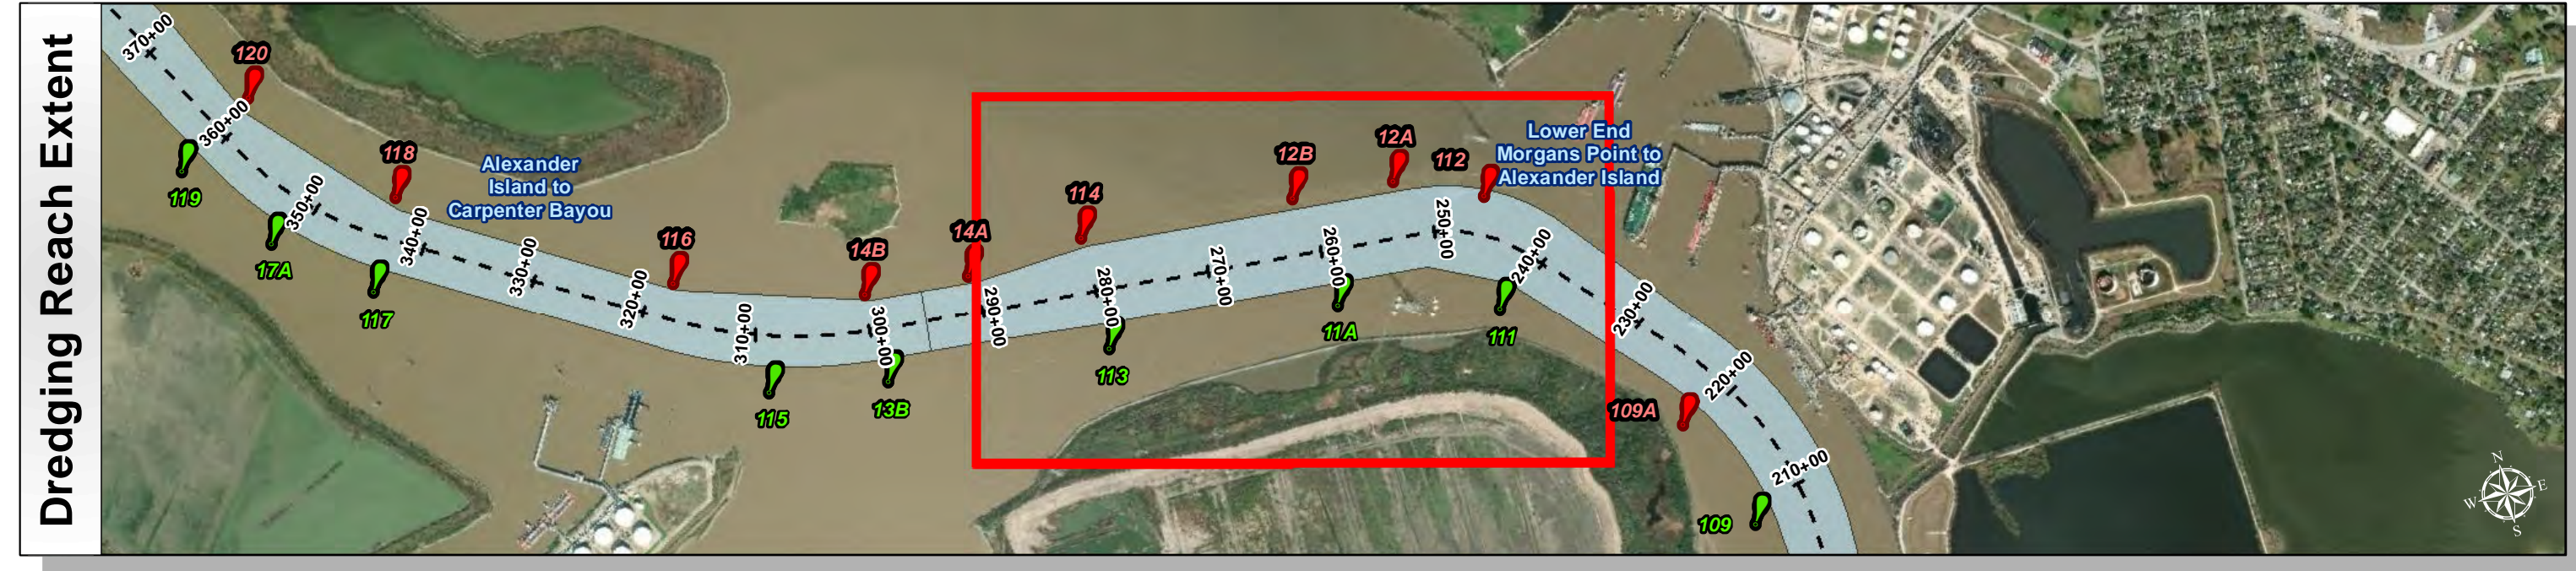 Dredging Reach Extent
370+00
120
360+00
119
118
350+00
17A
340+00
117
Alexander
Island to
Carpenter Bayou
330+00
320+00
116
310+00
115
14B
300+00
13B
14A
290+00
114
280+00
113
270+00
12B
260+00
11A
12A
112
250+00
111
240+00
Lower End
Morgans Point to
Alexander Island
230+00
109A
220+00
210+00
109
N
W
E
S